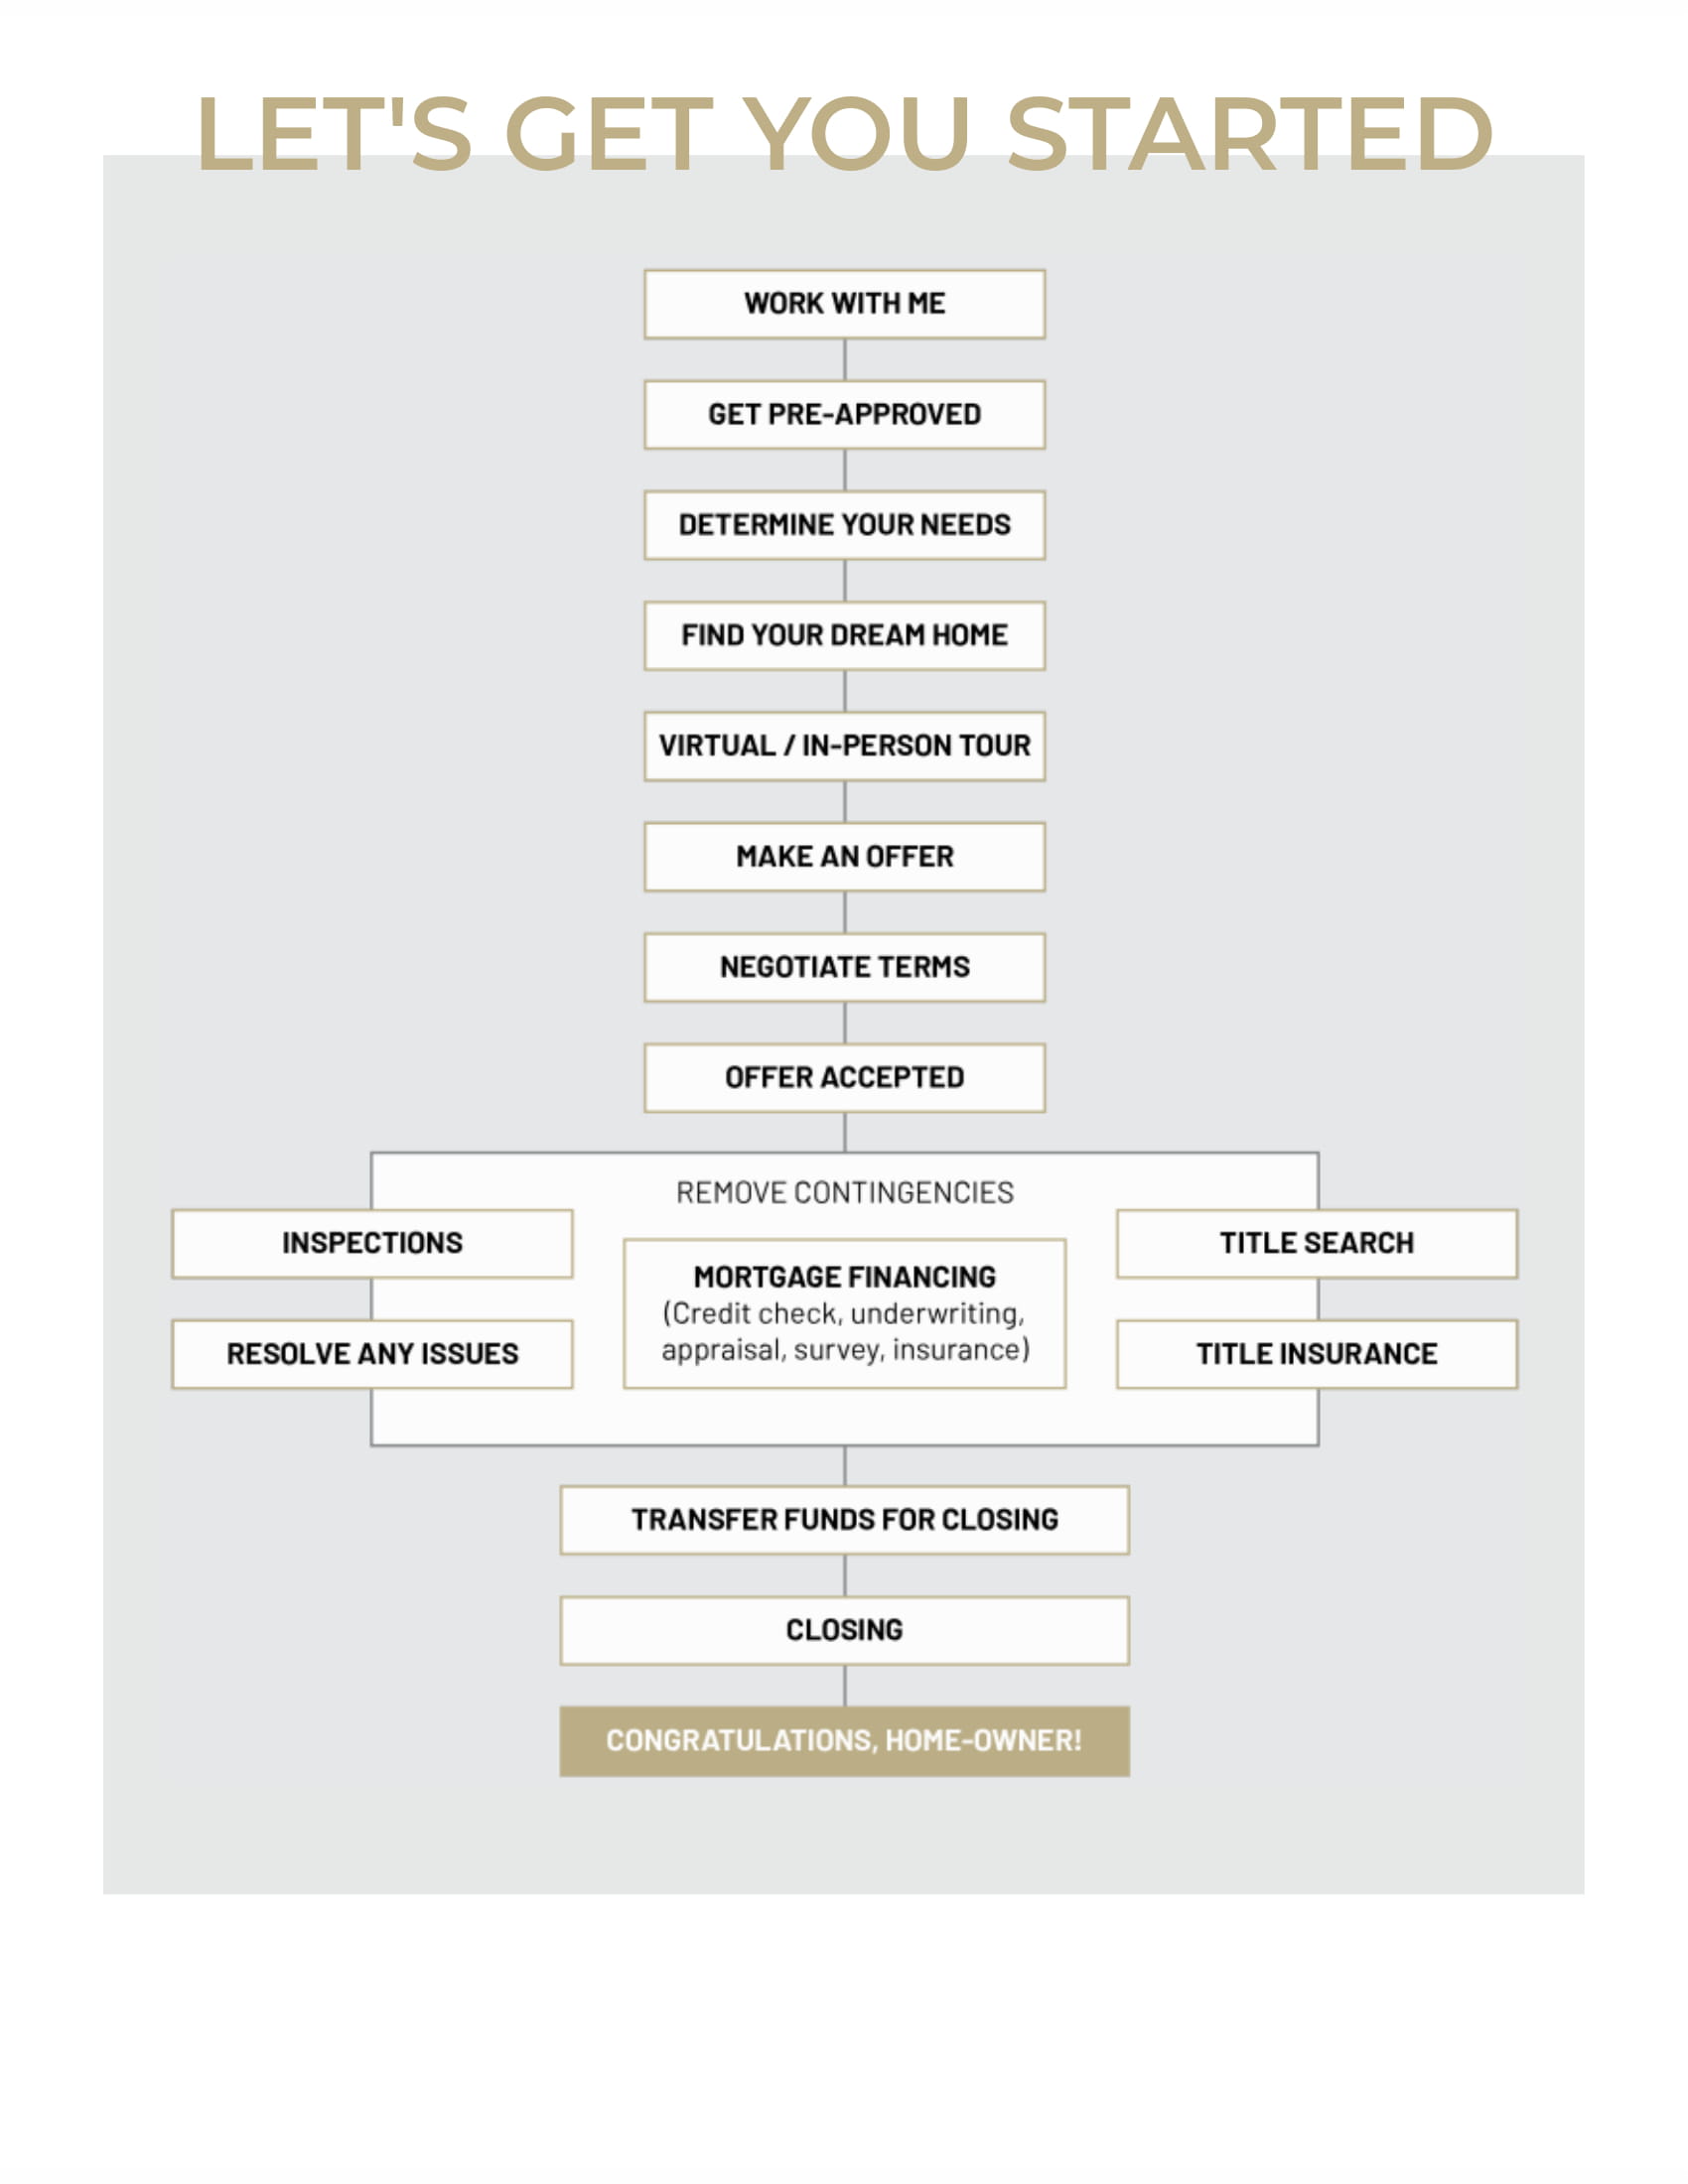 LET'S GET YOU STARTED
WORK WITH ME
GET PRE-APPROVED
DETERMINE YOUR NEEDS
FIND YOUR DREAM HOME
VIRTUAL / IN-PERSON TOUR
MAKE AN OFFER
NEGOTIATE TERMS
OFFER ACCEPTED
REMOVE CONTINGENCIES
INSPECTIONS
RESOLVE ANY ISSUES
MORTGAGE FINANCING
(Credit check, underwriting,
appraisal, survey, insurance)
TITLE SEARCH
TITLE INSURANCE
TRANSFER FUNDS FOR CLOSING
CLOSING
CONGRATULATIONS, HOME-OWNER!